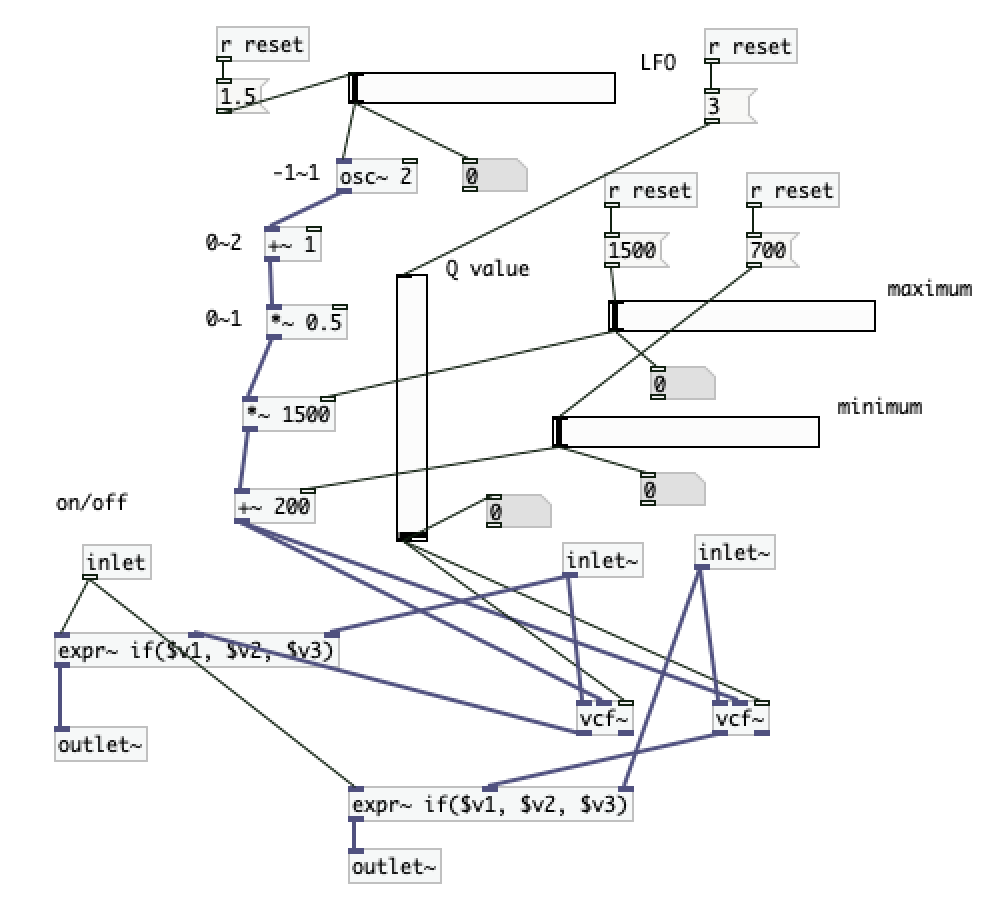 r reset
LFO
r reset
1.5
3
-1~1
osc~ 2
0
r reset
r reset
0~2
+~ 1
1500
700
Q value
maximum
0~1
*~ 0.5
0
*~ 1500
minimum
0
on/off
+~ 200
0
inlet
inlet~
inlet~
expr~ if($v1, $v2, $v3)
vcf~
vcf~
outlet~
expr~ if($v1, $v2, $v3)
outlet~